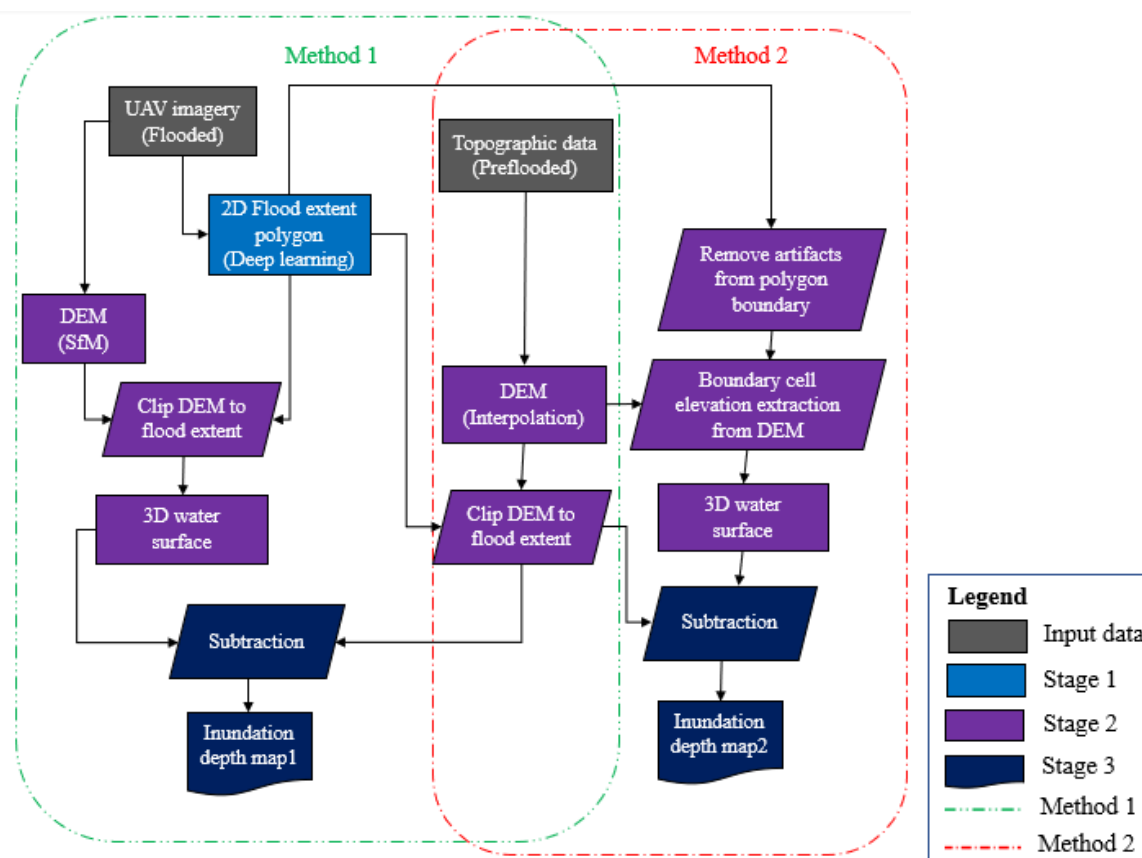 Method 1
Method 2
UAV imagery
(Flooded)
Topographic data
(Preflooded)
2D Flood extent
polygon
(Deep learning)
Remove artifacts
from polygon
boundary
DEM
(SfM)
Clip DEM to
flood extent
DEM
(Interpolation)
Boundary cell
elevation extraction
from DEM
3D water
surface
Clip DEM to
flood extent
3D water
surface
Subtraction
Subtraction
Inundation
depth map1
Inundation
depth map2
Legend
Input data
Stage 1
Stage 2
Stage 3
Method 1
Method 2